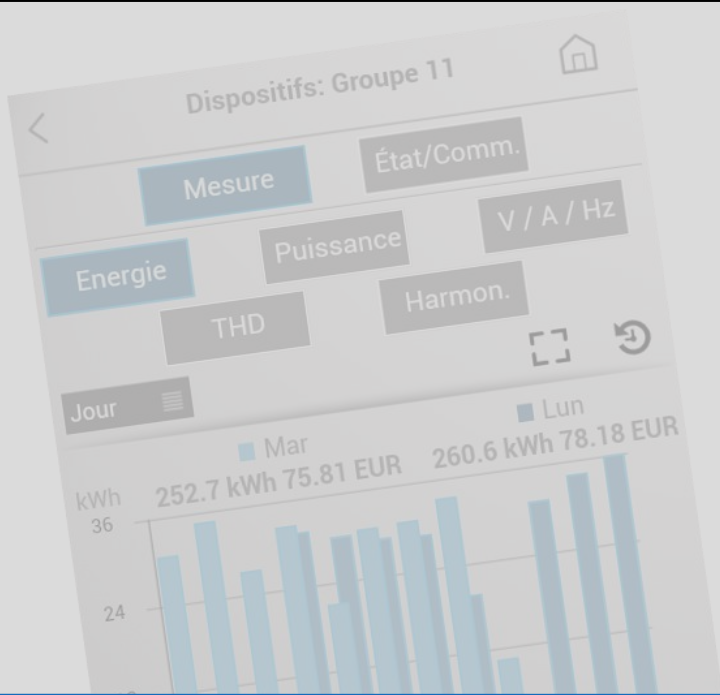 Dispositifs: Groupe 11
Mesure
État/Comm.
Energie
Puissance
V / A / Hz
THD
Harmon.
Jour
Mar
Lun
252.7 kWh 75.81 EUR
260.6 kWh 78.18 EUR
kWh
36
24